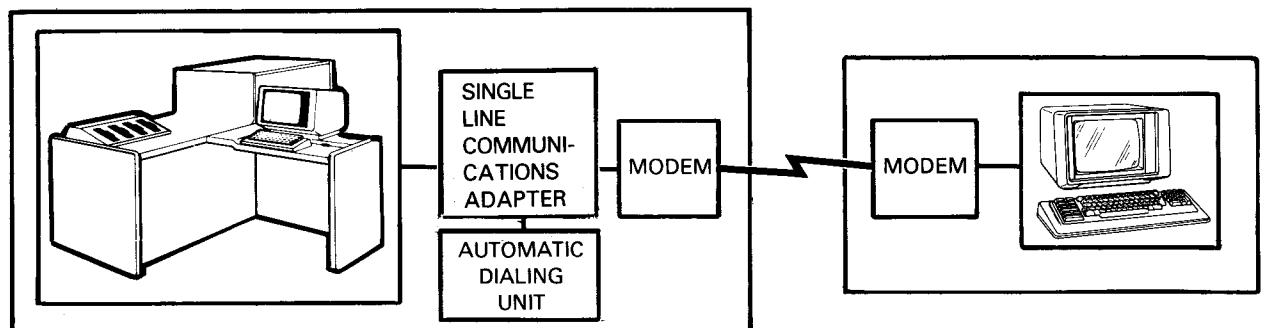 SINGLE
LINE
COMMUNI-
CATIONS
ADAPTER
MODEM
MODEM
AUTOMATIC
DIALING
UNIT